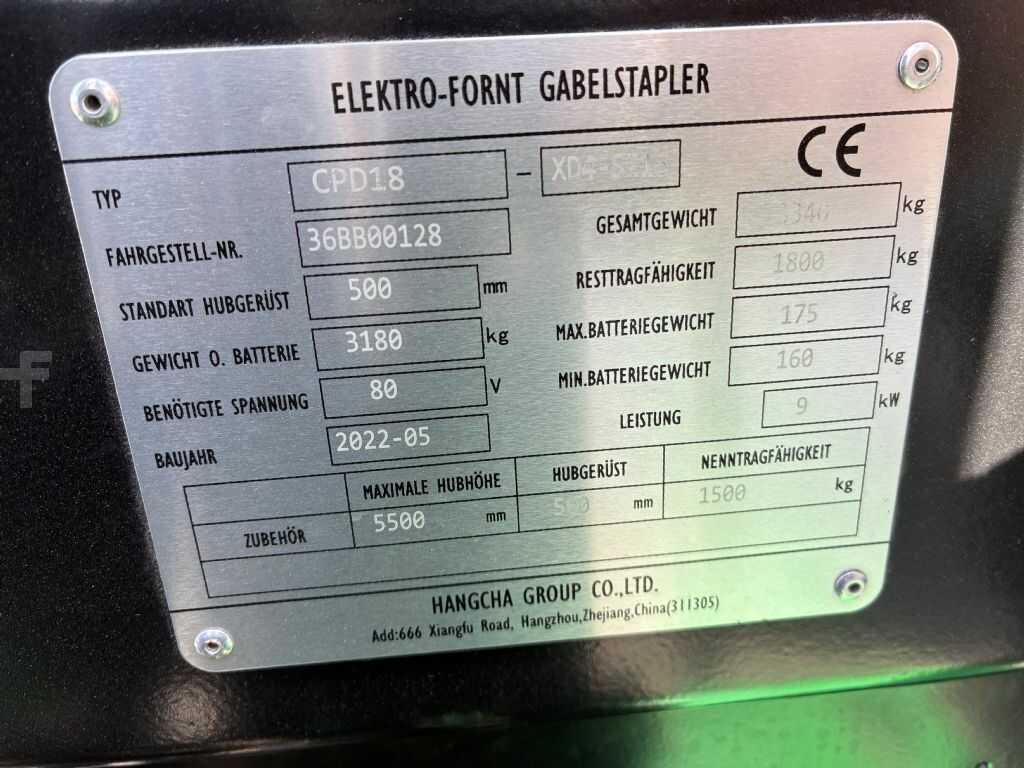 ELEKTRO-FORNT GABELSTAPLER
CE
TYP CPD18 -
FAHRGESTELL-NR. 36BB00128
STANDART HUBGERÜST 500 mm
GEWICHT O. BATTERIE 3180 kg
BENÖTIGTE SPANNUNG 80 V
BAUJAHR 2022-05
GESAMTGEWICHT kg
RESTTRAGFÄHIGKEIT 1800 kg
MAX.BATTERIEGEWICHT 175 kg
MIN.BATTERIEGEWICHT 160 kg
LEISTUNG 9 kW
MAXIMALE HUBHÖHE HUBGERÜST NENNTRAGFÄHIGKEIT
ZUBEHÖR 5500 mm mm 1500 kg
HANGCHA GROUP CO.,LTD.
Add:666 Xiangfu Road, Hangzhou,Zhejiang,China(311305)